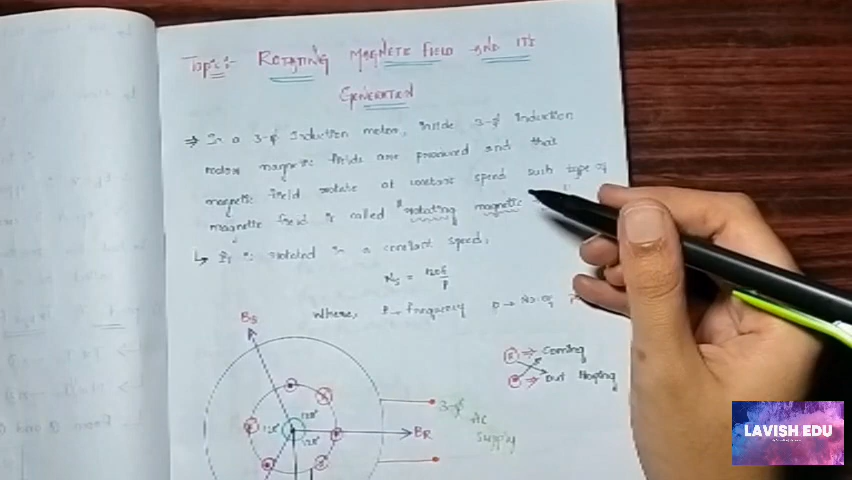 Topic:- ROTATING MAGNETIC FIELD AND ITS
GENERATION
⇒ In a 3-ϕ Induction motor, inside 3-ϕ Induction
motor magnetic fields are produced and that
magnetic field rotate at constant speed such type of
magnetic field is called "rotating magnetic
↳ It is rotated in a constant speed,
Ns = 120f/P
Where, f → frequency P → No. of
BS
Coming
Out Going
120° 120° 120°
BR
3-ϕ AC
Supply
LAVISH EDU